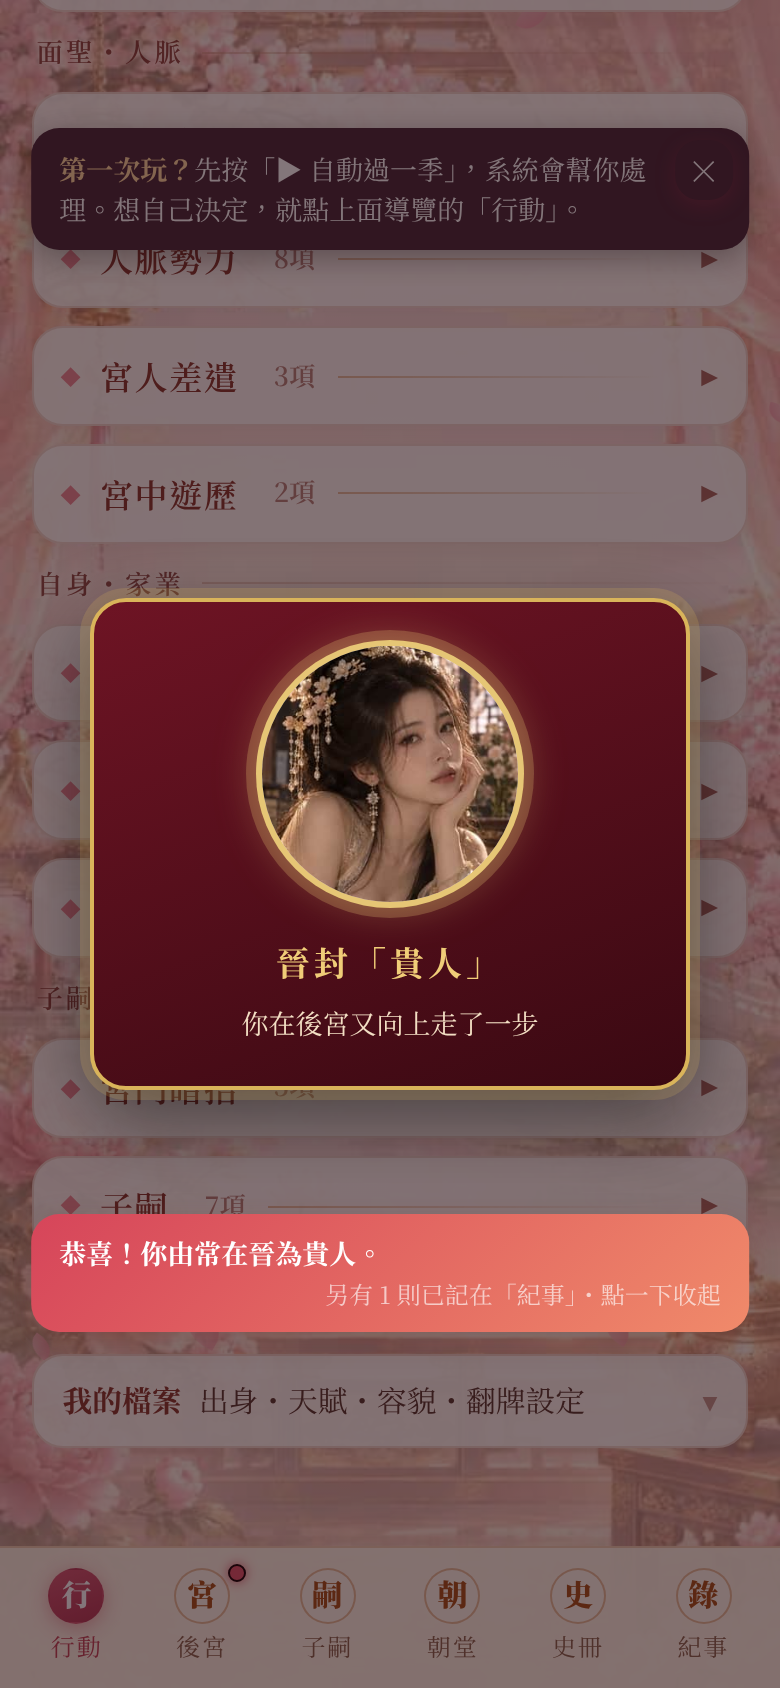 面聖・人脈
第一次玩？先按「▶ 自動過一季」，系統會幫你處
理。想自己決定，就點上面導覽的「行動」。
人脈勢力 8項
宮人差遣 3項
宮中遊歷 2項
自身・家業
晉封「貴人」
你在後宮又向上走了一步
子嗣
子嗣 7項
恭喜！你由常在晉為貴人。
另有 1 則已記在「紀事」・點一下收起
我的檔案 出身・天賦・容貌・翻牌設定
行 宮 嗣 朝 史 錄
行動 後宮 子嗣 朝堂 史冊 紀事